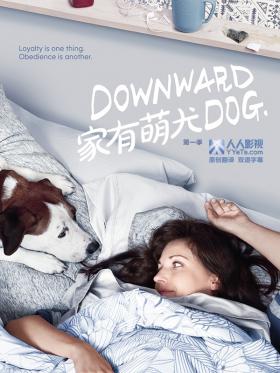 Loyalty is one thing.
Obedience is another.
DOWNWARD
家有萌犬DOG.
第一季
人人影视
YYeTs.com
原创翻译 双语字幕